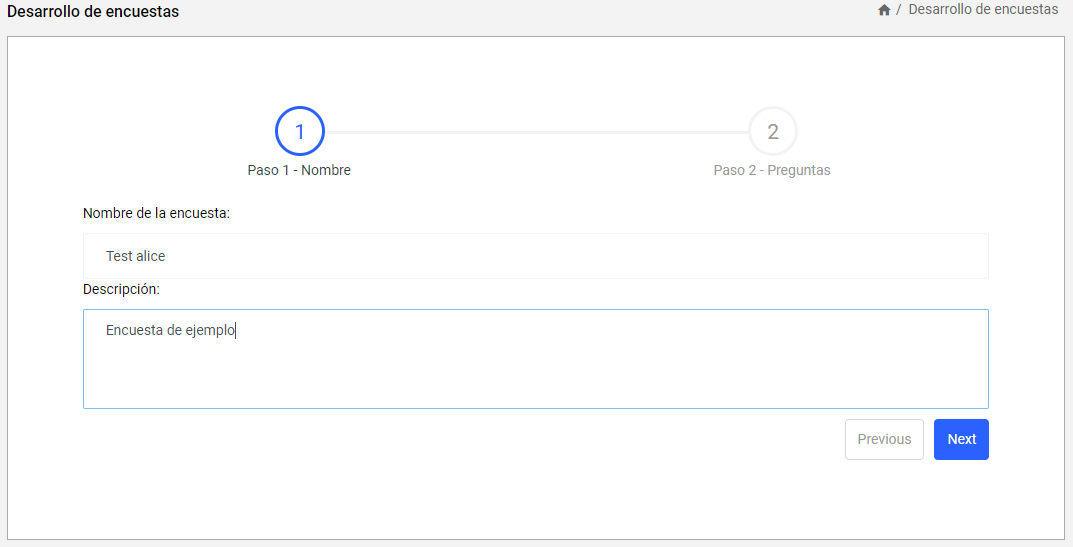 Desarrollo de encuestas
/ Desarrollo de encuestas
1
2
Paso 1 - Nombre
Paso 2 - Preguntas
Nombre de la encuesta:
Test alice
Descripción:
Encuesta de ejemplo
Previous
Next